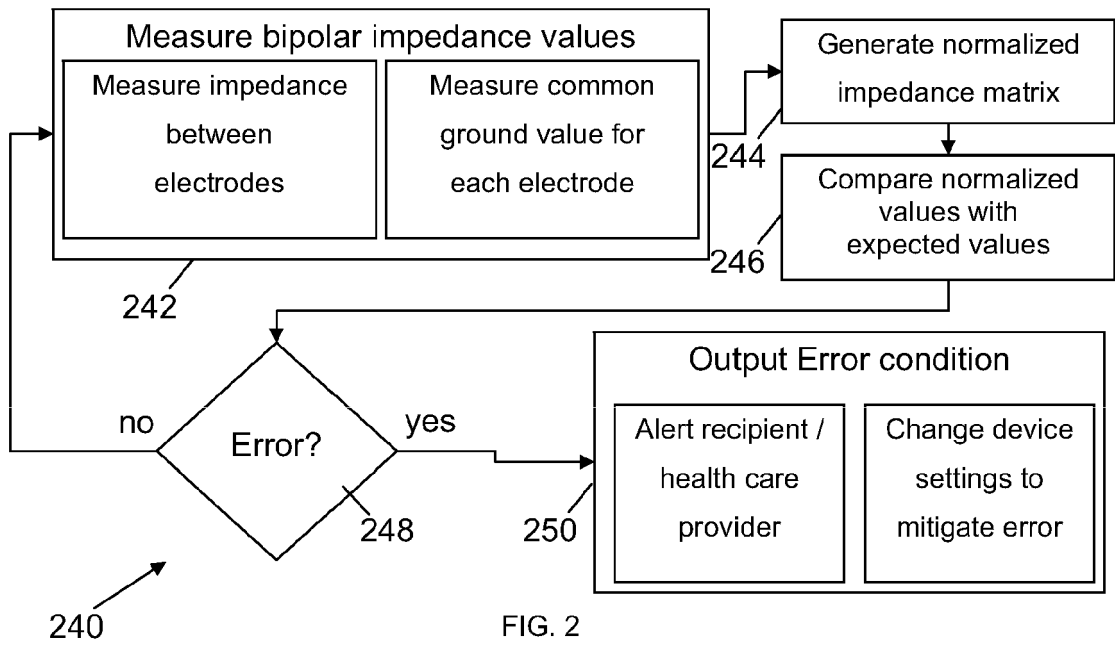 Measure bipolar impedance values
Measure impedance
between
electrodes
Measure common
ground value for
each electrode
242
Generate normalized
impedance matrix
244
Compare normalized
values with
expected values
246
Error?
no
yes
248
Output Error condition
Alert recipient /
health care
provider
Change device
settings to
mitigate error
250
240
FIG. 2